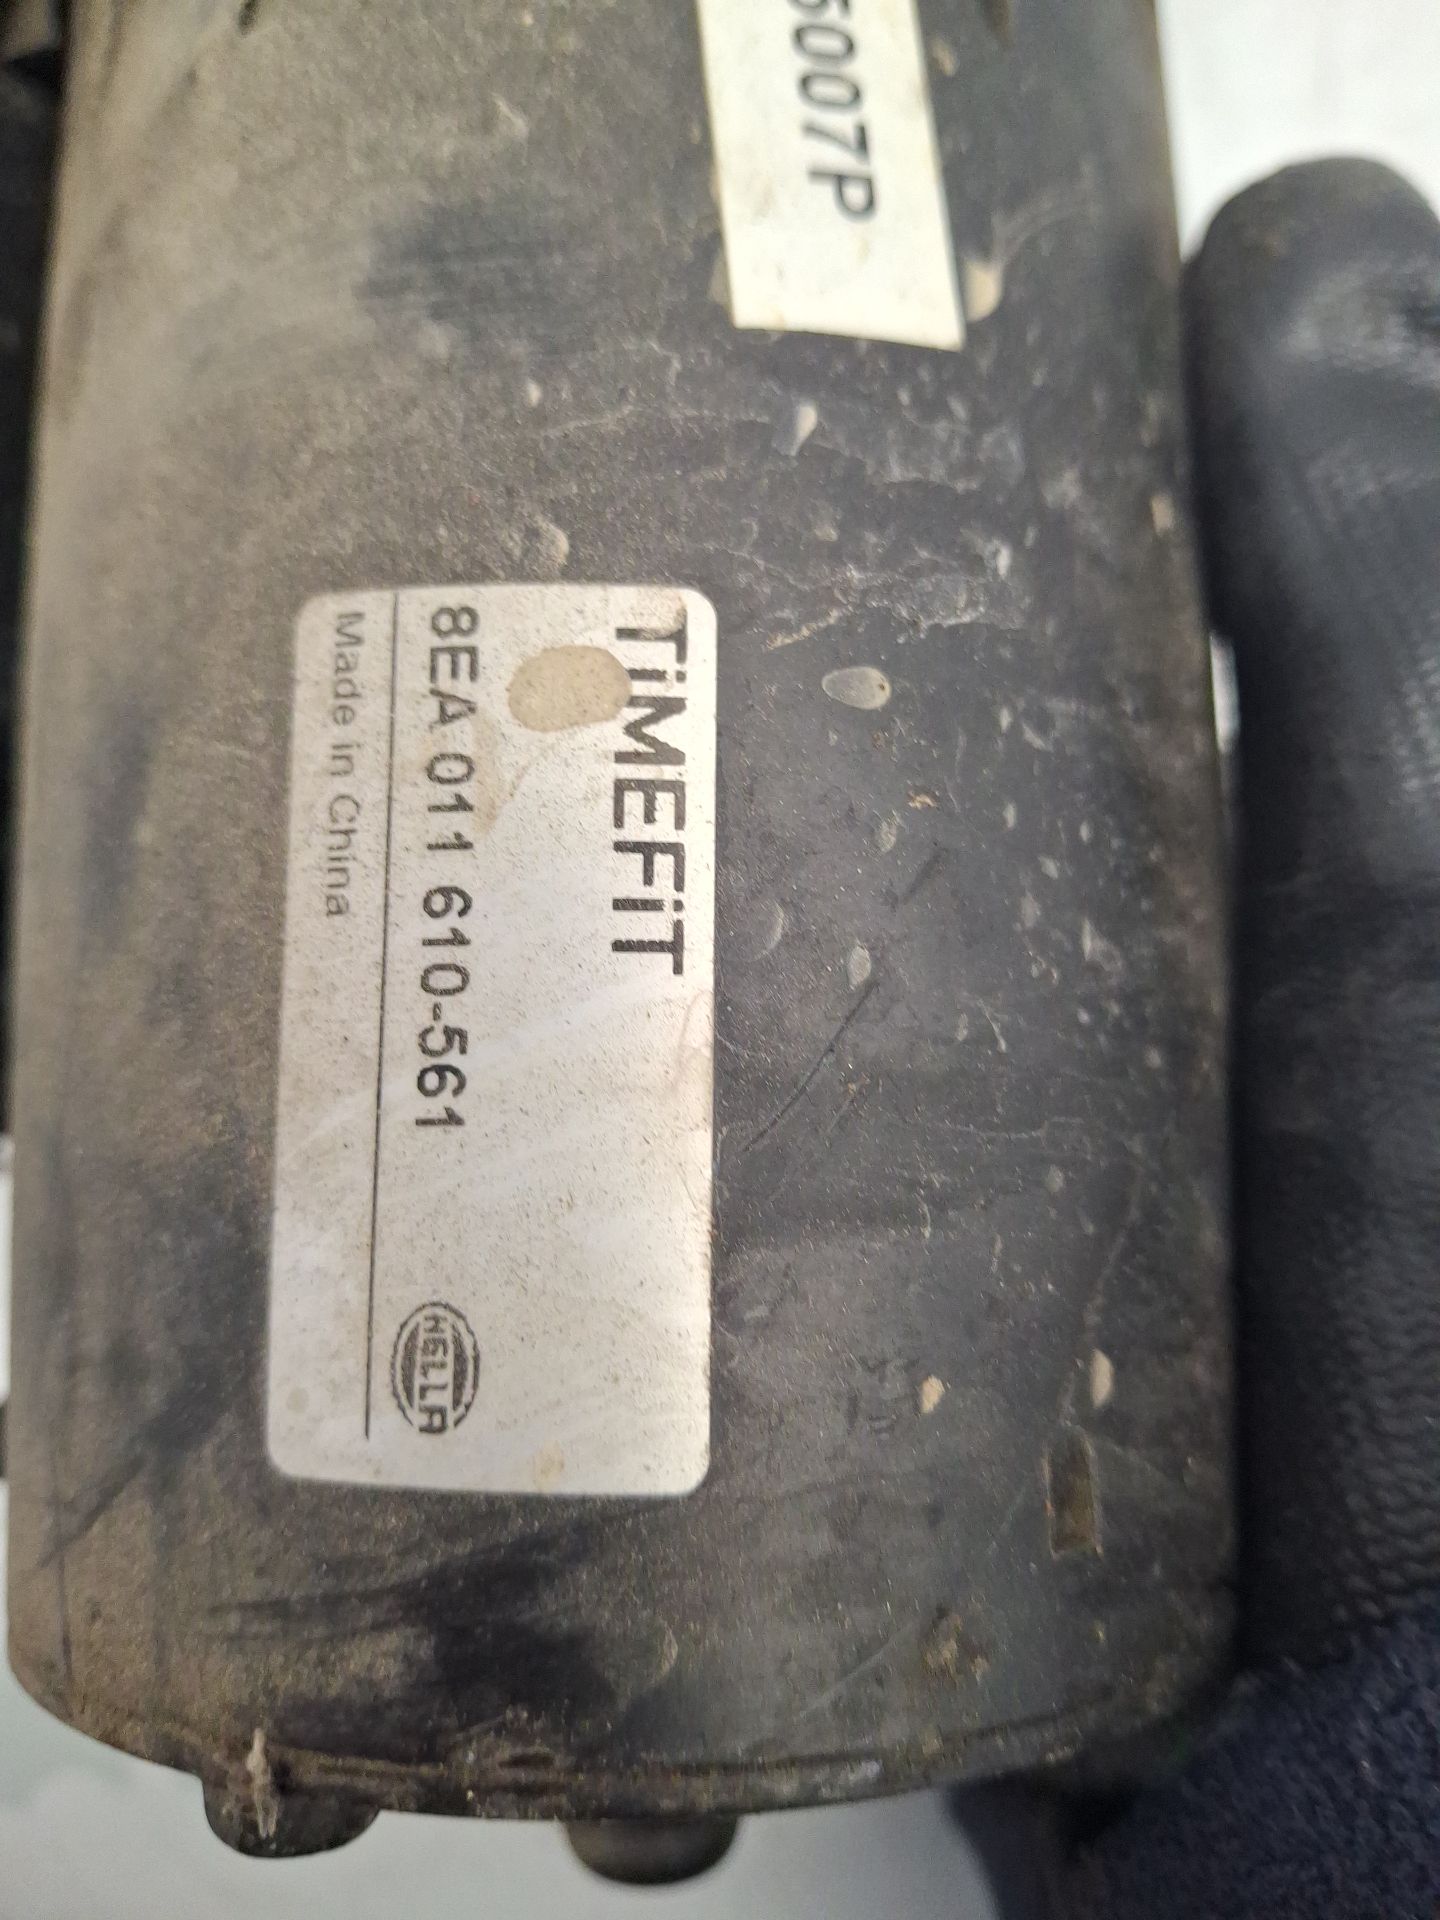 5007P
TiMEFiT
8EA 011 610-561
HELLA
Made in China